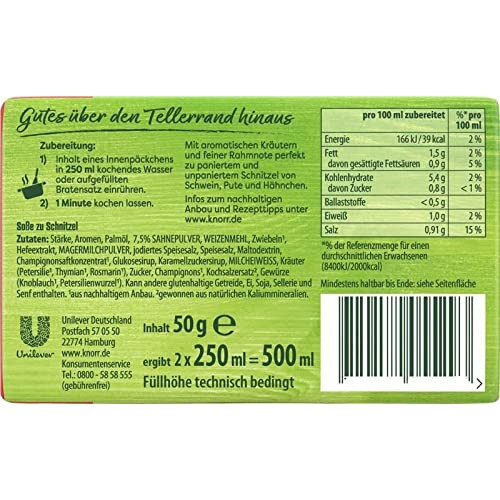 Gutes über den Tellerrand hinaus
Zubereitung:
1) Inhalt eines Innenpäckchens
in 250 ml kochendes Wasser
oder aufgefüllten
Bratensatz einrühren.
2) 1 Minute kochen lassen.
Mit aromatischen Kräutern
und feiner Rahmnote perfekt
zu paniertem und
unpaniertem Schnitzel von
Schwein, Pute und Hähnchen.
Infos zum nachhaltigen
Anbau und Rezepttipps unter:
www.knorr.de
Soße zu Schnitzel
Zutaten: Stärke, Aromen, Palmöl, 7,5% SAHNEPULVER, WEIZENMEHL, Zwiebeln¹,
Hefeextrakt, MAGERMILCHPULVER, jodiertes Speisesalz, Speisesalz, Maltodextrin,
Champignonsaftkonzentrat¹, Glukosesirup, Karamellzuckersirup, MILCHEIWEISS, Kräuter
(Petersilie¹, Thymian¹, Rosmarin¹), Zucker, Champignons¹, Kochsalzersatz², Gewürze
(Knoblauch¹, Petersilienwurzel¹). Kann andere glutenhaltige Getreide, Ei, Soja, Sellerie und
Senf enthalten. ¹aus nachhaltigem Anbau. ²gewonnen aus natürlichen Kaliummineralien.
Unilever
Unilever Deutschland
Postfach 57 05 50
22774 Hamburg
www.knorr.de
Konsumentenservice
Tel.: 0800 - 58 58 555
(gebührenfrei)
Inhalt 50 g e
ergibt 2 x 250 ml = 500 ml
Füllhöhe technisch bedingt
pro 100 ml zubereitet %* pro 100 ml
Energie 166 kJ/39 kcal 2 %
Fett 1,5 g 2 %
davon gesättigte Fettsäuren 0,9 g 5 %
Kohlenhydrate 5,4 g 2 %
davon Zucker 0,8 g < 1 %
Ballaststoffe < 0,5 g
Eiweiß 1,0 g 2 %
Salz 0,91 g 15 %
*% der Referenzmenge für einen
durchschnittlichen Erwachsenen
(8400kJ/2000kcal)
Mindestens haltbar bis Ende: siehe Seitenfläche